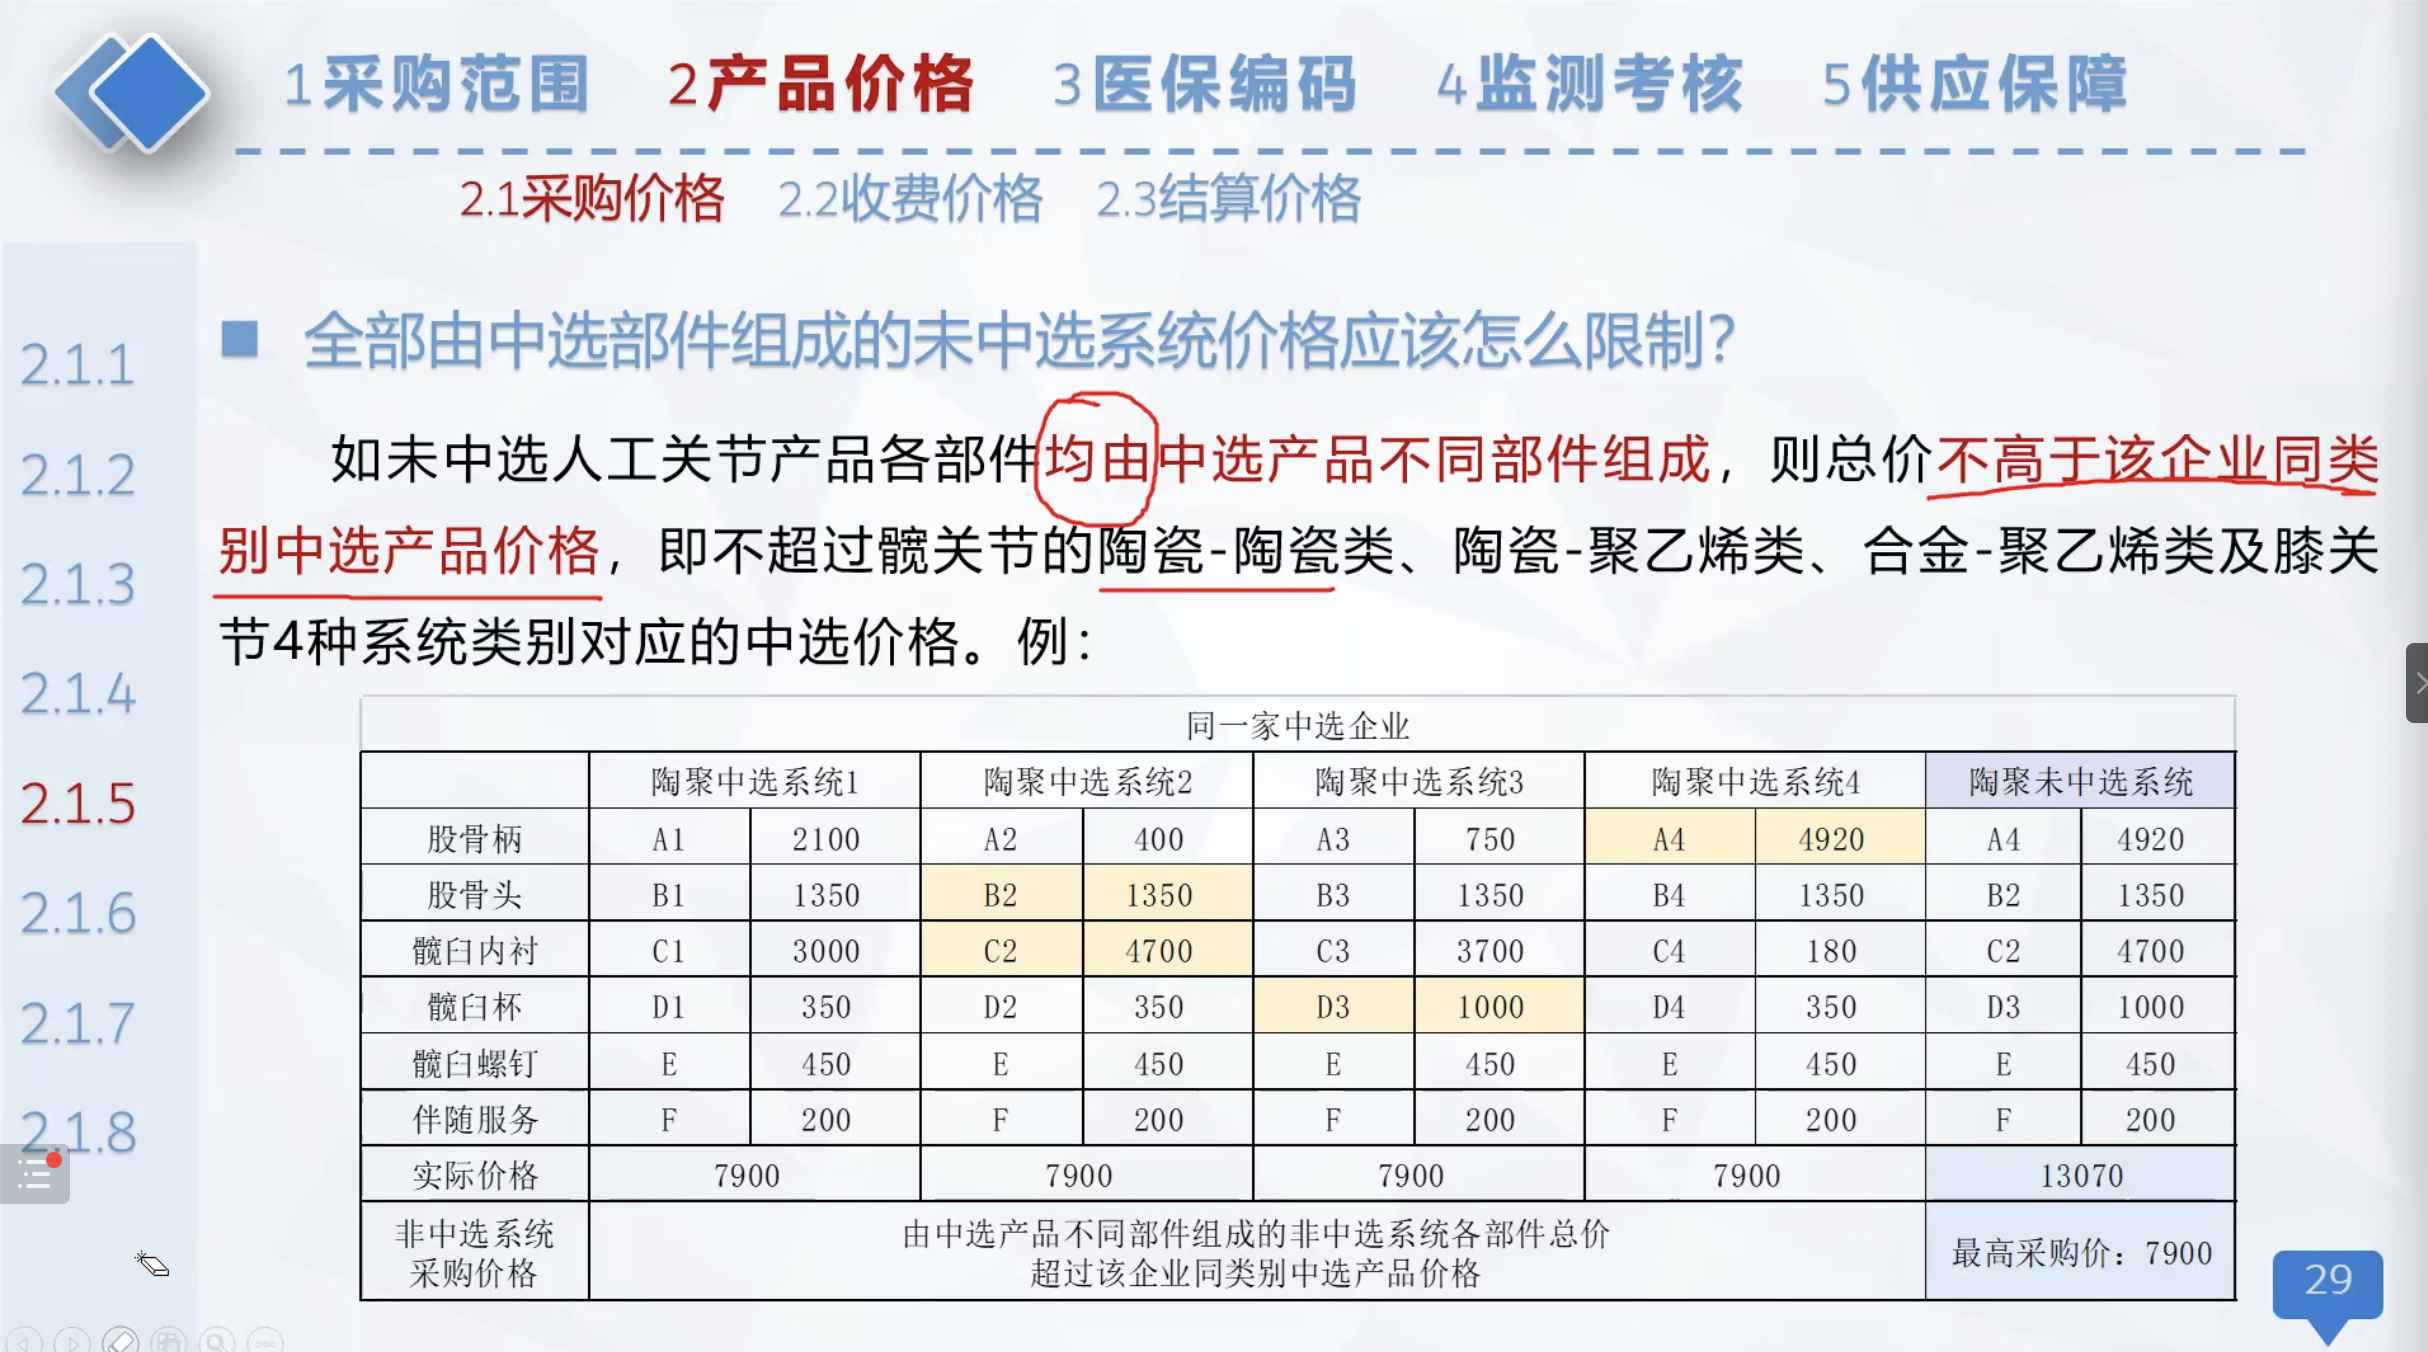 1采购范围 2产品价格 3医保编码 4监测考核 5供应保障
2.1采购价格 2.2收费价格 2.3结算价格
2.1.1
2.1.2
2.1.3
2.1.4
2.1.5
2.1.6
2.1.7
2.1.8
全部由中选部件组成的未中选系统价格应该怎么限制?
如未中选人工关节产品各部件均由中选产品不同部件组成，则总价不高于该企业同类
别中选产品价格，即不超过髋关节的陶瓷-陶瓷类、陶瓷-聚乙烯类、合金-聚乙烯类及膝关
节4种系统类别对应的中选价格。例：
同一家中选企业
陶聚中选系统1 陶聚中选系统2 陶聚中选系统3 陶聚中选系统4 陶聚未中选系统
股骨柄 A1 2100 A2 400 A3 750 A4 4920 A4 4920
股骨头 B1 1350 B2 1350 B3 1350 B4 1350 B2 1350
髋臼内衬 C1 3000 C2 4700 C3 3700 C4 180 C2 4700
髋臼杯 D1 350 D2 350 D3 1000 D4 350 D3 1000
髋臼螺钉 E 450 E 450 E 450 E 450 E 450
伴随服务 F 200 F 200 F 200 F 200 F 200
实际价格 7900 7900 7900 7900 13070
非中选系统
采购价格
由中选产品不同部件组成的非中选系统各部件总价
超过该企业同类别中选产品价格
最高采购价：7900
29